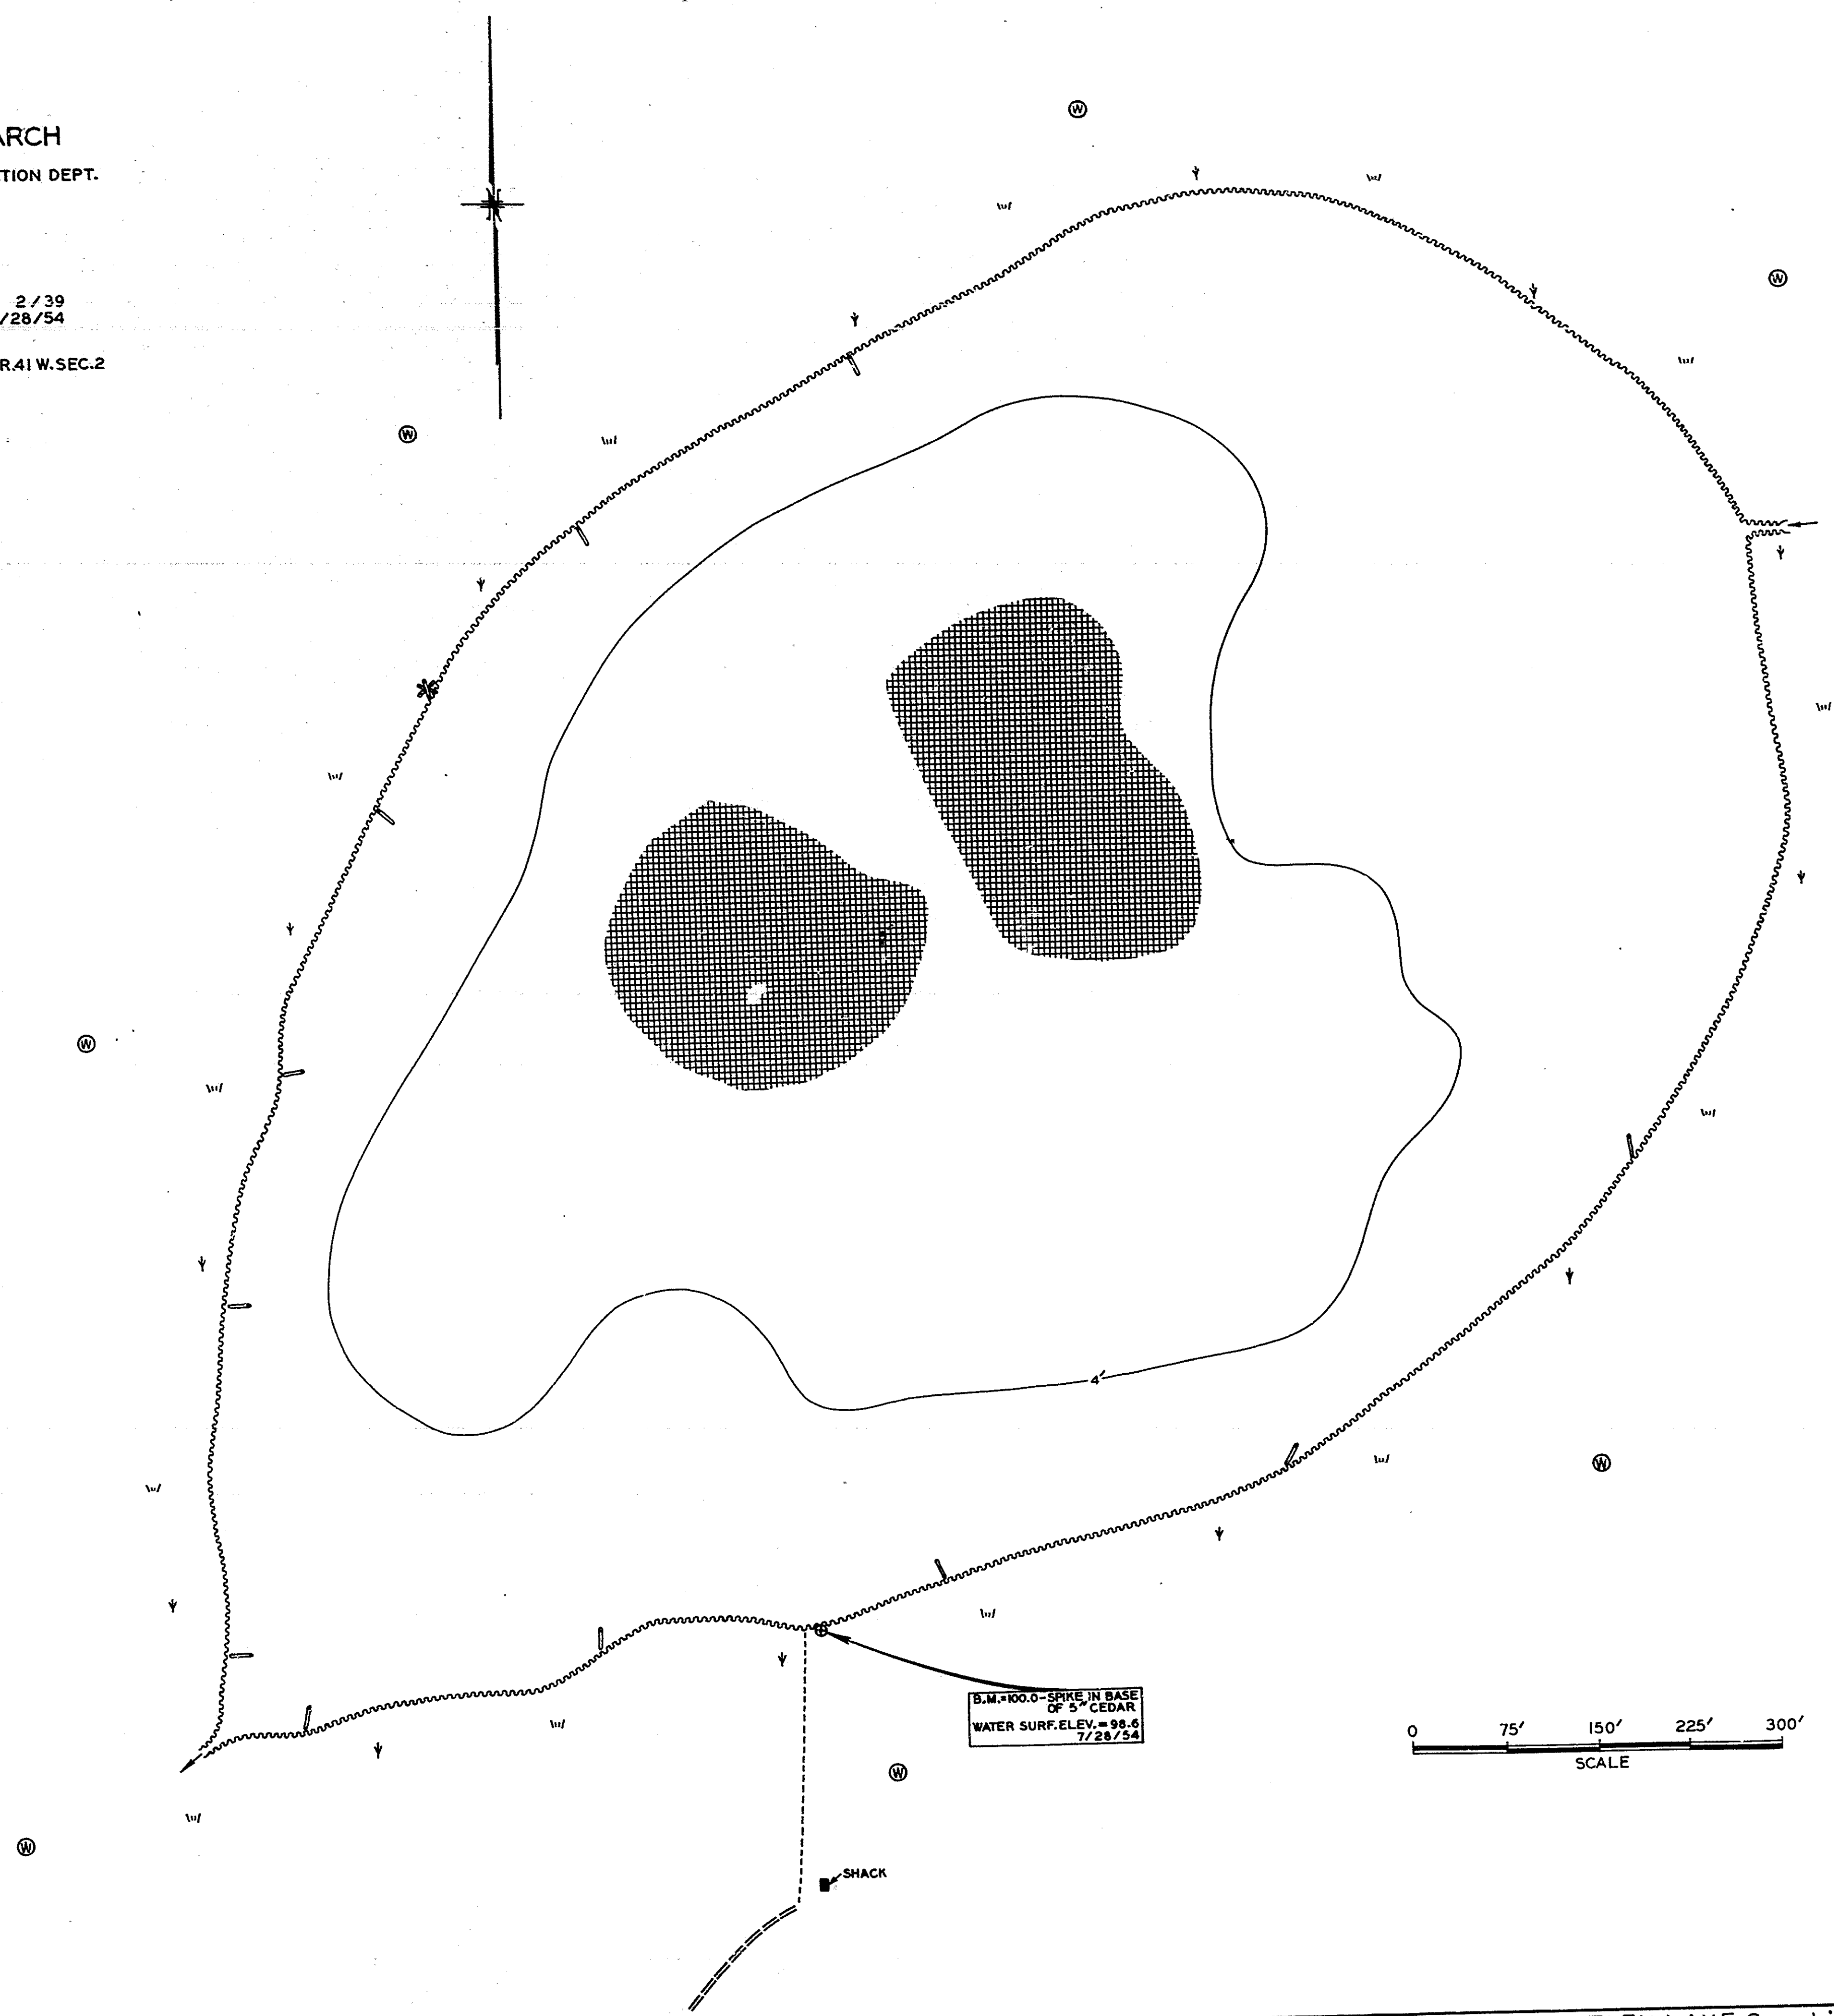 ARCH
TION DEPT.
2/39
/28/54
R.41 W.SEC.2
W
W
W
W
4'
W
B.M.=100.0-SPIKE IN BASE
OF 5" CEDAR
WATER SURF.ELEV.=98.6
7/28/54
0 75' 150' 225' 300'
SCALE
W
W
SHACK